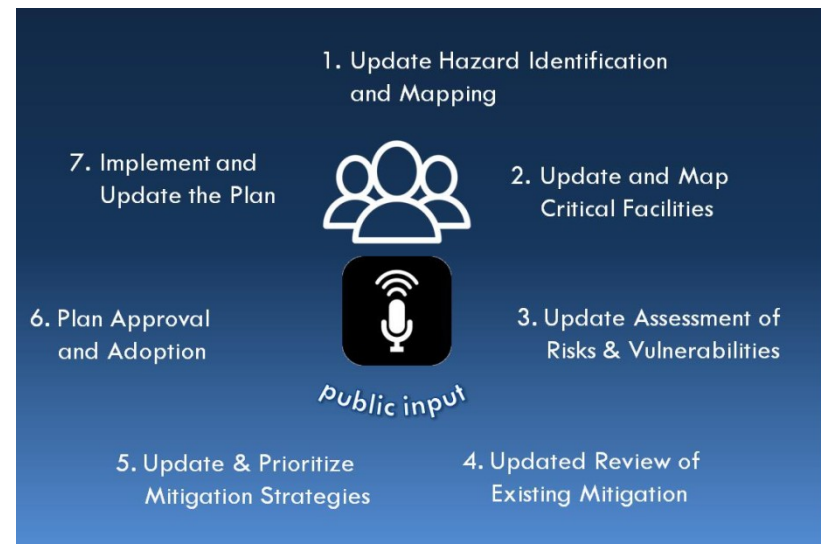 1. Update Hazard Identification
and Mapping
2. Update and Map
Critical Facilities
3. Update Assessment of
Risks & Vulnerabilities
4. Updated Review of
Existing Mitigation
5. Update & Prioritize
Mitigation Strategies
6. Plan Approval
and Adoption
7. Implement and
Update the Plan
public input